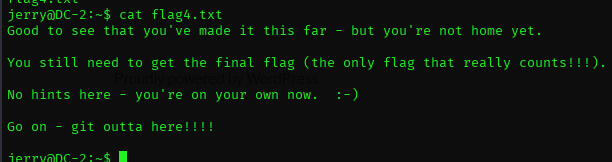 flag4.txt
jerry@DC-2:~$ cat flag4.txt
Good to see that you've made it this far - but you're not home yet.
You still need to get the final flag (the only flag that really counts!!!).
Proudly powered by WordPress
No hints here - you're on your own now.  :-)
Go on - git outta here!!!!
jerry@DC-2:~$